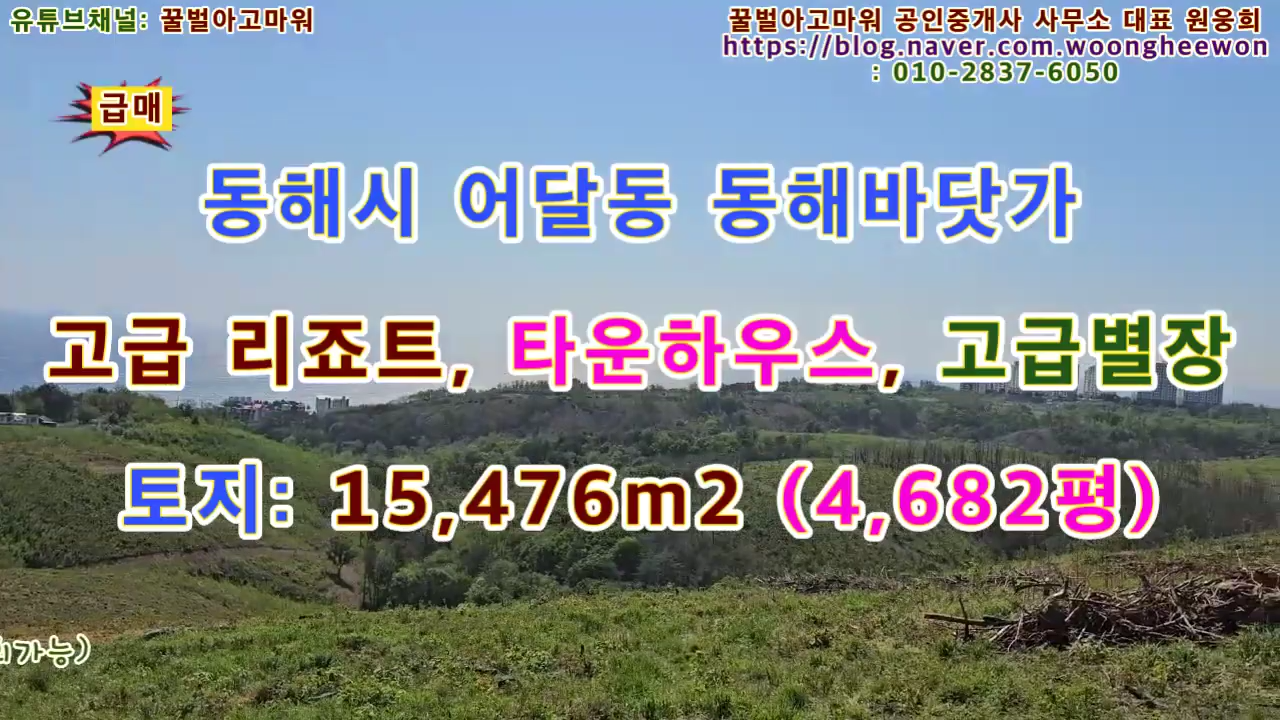 유튜브채널: 꿀벌아고마워
꿀벌아고마워 공인중개사 사무소 대표 원웅희
https://blog.naver.com.woongheewon
: 010-2837-6050
급매
동해시 어달동 동해바닷가
고급 리죠트, 타운하우스, 고급별장
토지: 15,476m2 (4,682평)
가능)